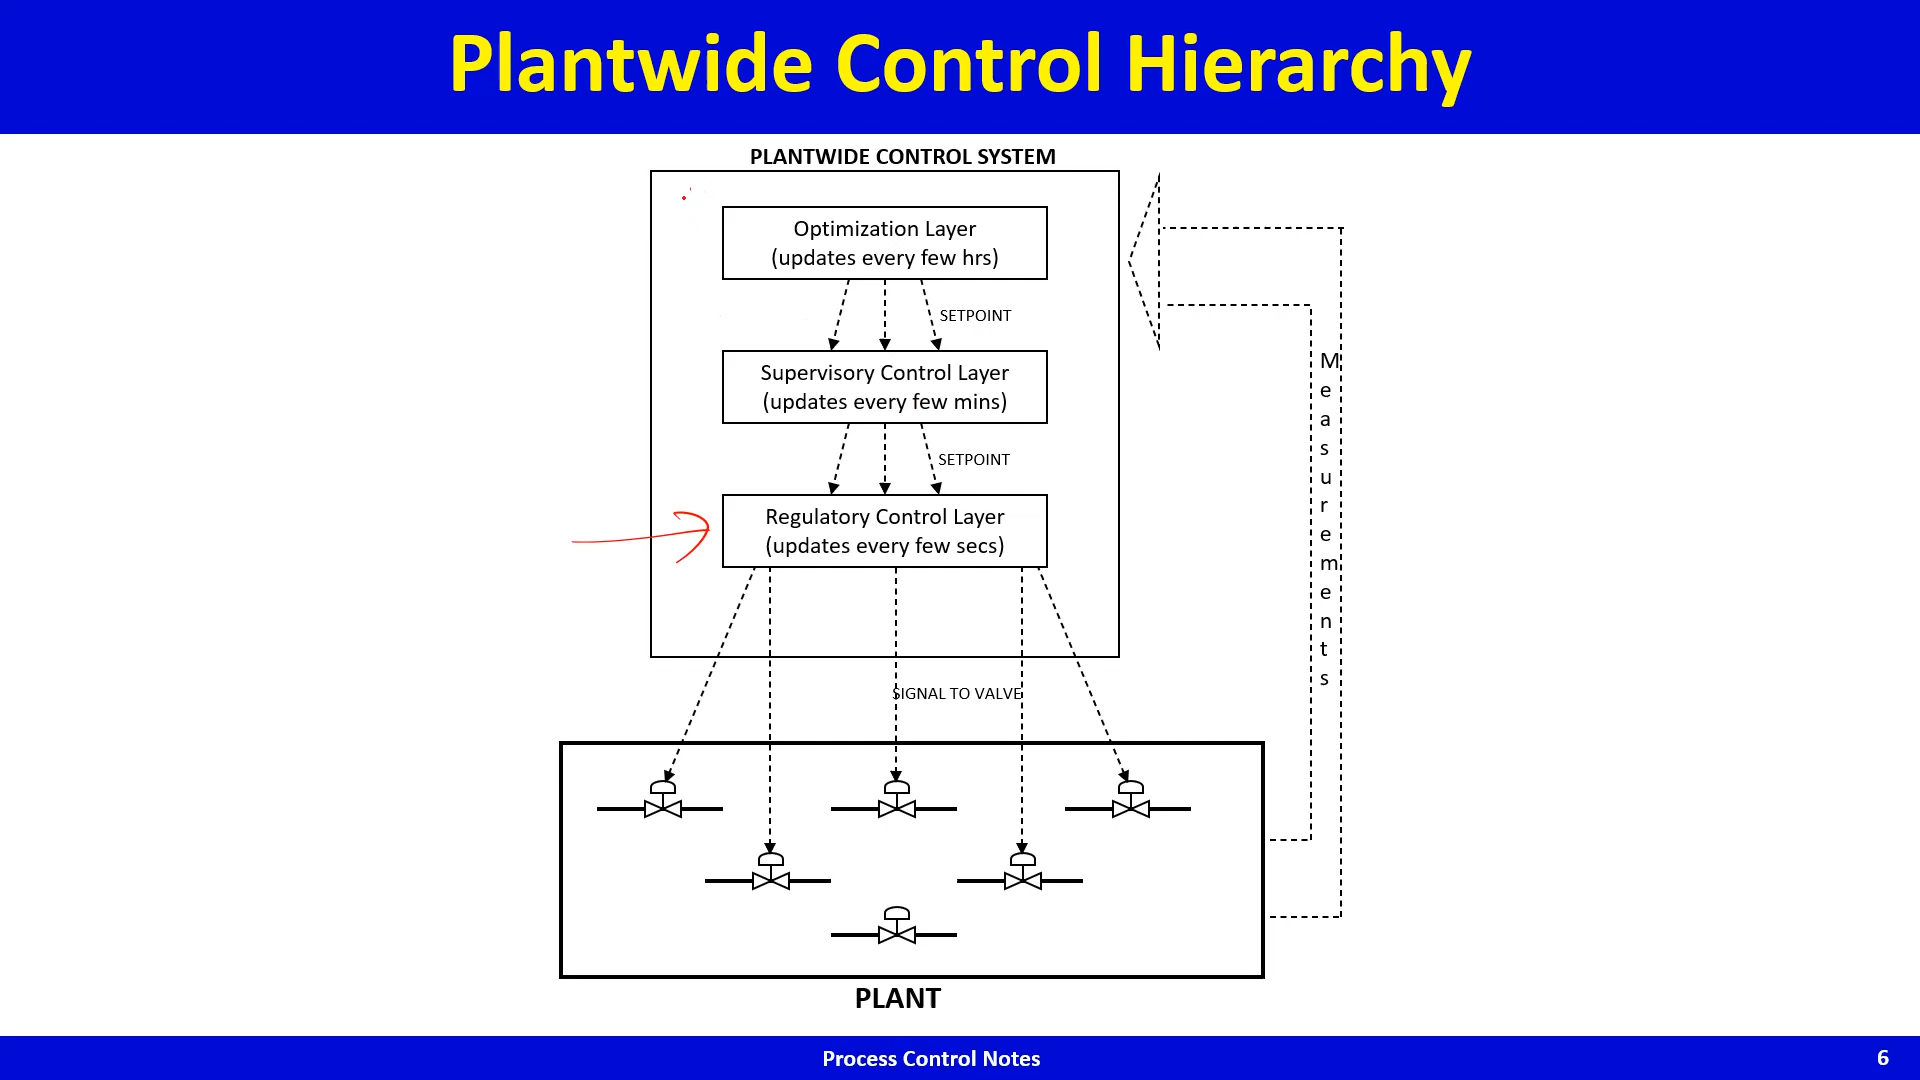 Plantwide Control Hierarchy
PLANTWIDE CONTROL SYSTEM
Optimization Layer
(updates every few hrs)
SETPOINT
Supervisory Control Layer
(updates every few mins)
SETPOINT
Regulatory Control Layer
(updates every few secs)
SIGNAL TO VALVE
Measurements
PLANT
Process Control Notes
6